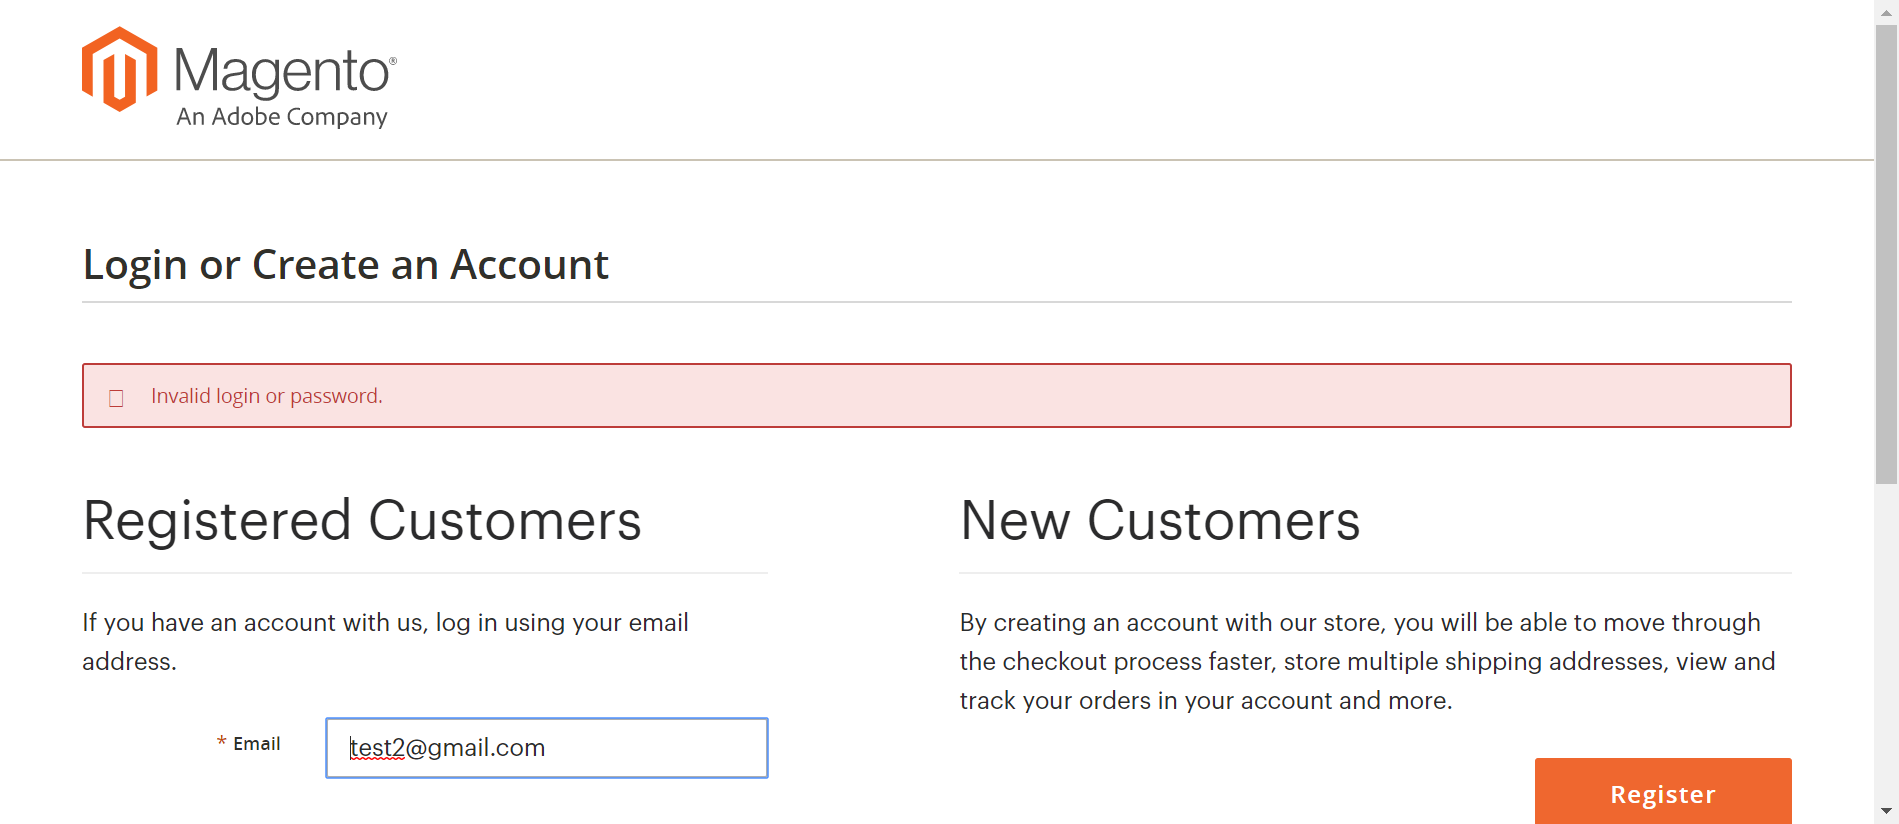 Magento®
An Adobe Company
Login or Create an Account
Invalid login or password.
Registered Customers
If you have an account with us, log in using your email
address.
* Email
test2@gmail.com
New Customers
By creating an account with our store, you will be able to move through
the checkout process faster, store multiple shipping addresses, view and
track your orders in your account and more.
Register